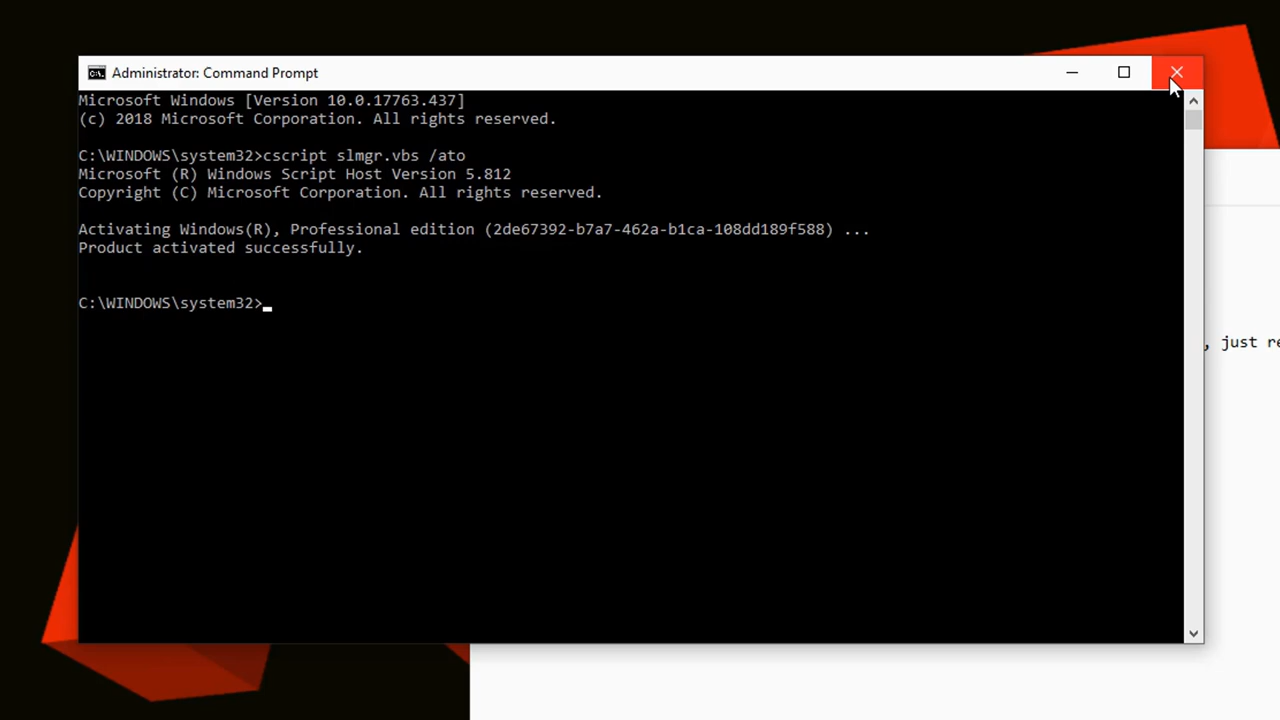 Administrator: Command Prompt
Microsoft Windows [Version 10.0.17763.437]
(c) 2018 Microsoft Corporation. All rights reserved.
C:\WINDOWS\system32>cscript slmgr.vbs /ato
Microsoft (R) Windows Script Host Version 5.812
Copyright (C) Microsoft Corporation. All rights reserved.
Activating Windows(R), Professional edition (2de67392-b7a7-462a-b1ca-108dd189f588) ...
Product activated successfully.
C:\WINDOWS\system32>
, just re